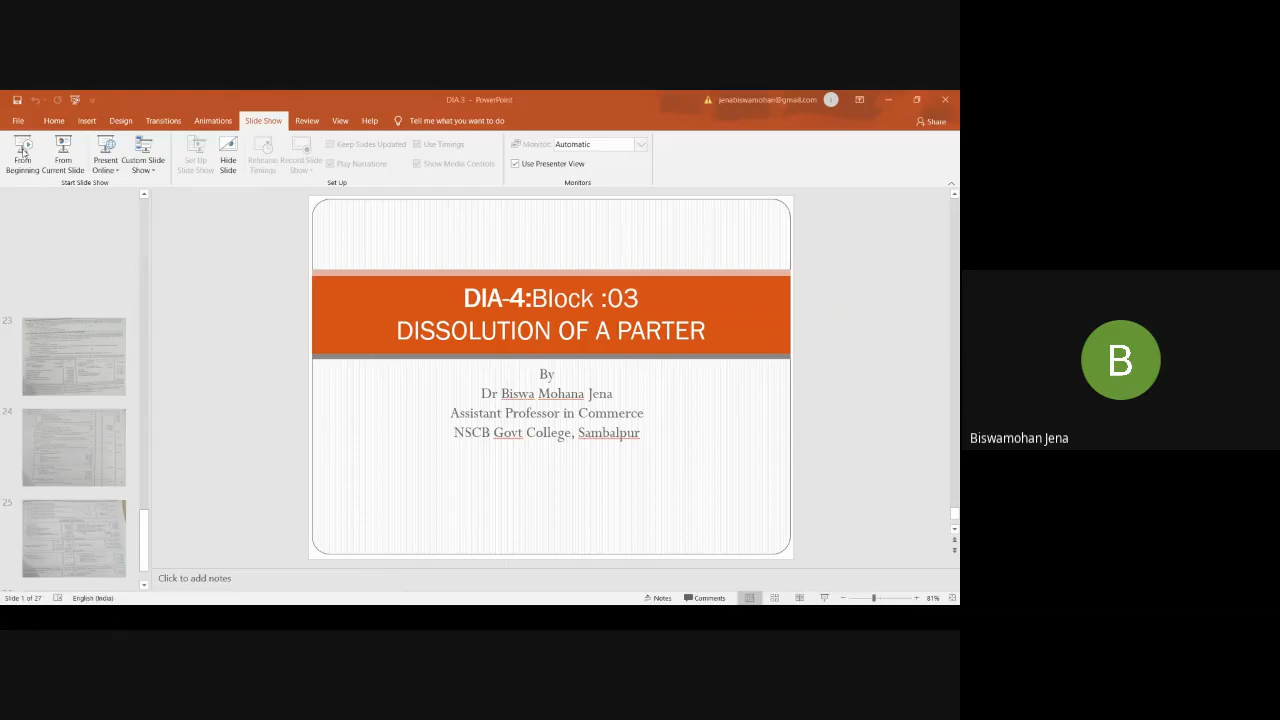 DIA 3 - PowerPoint
jenabiswamohan@gmail.com
J
File Home Insert Design Transitions Animations Slide Show Review View Help Tell me what you want to do
Share
From Beginning
From Current Slide
Present Online
Custom Slide Show
Set Up Slide Show
Hide Slide
Rehearse Timings
Record Slide Show
Keep Slides Updated
Play Narrations
Use Timings
Show Media Controls
Monitor: Automatic
Use Presenter View
Start Slide Show
Set Up
Monitors
23
24
25
DIA-4:Block :03
DISSOLUTION OF A PARTER
By
Dr Biswa Mohana Jena
Assistant Professor in Commerce
NSCB Govt College, Sambalpur
Click to add notes
Slide 1 of 27 English (India) Notes Comments 81%
B
Biswamohan Jena